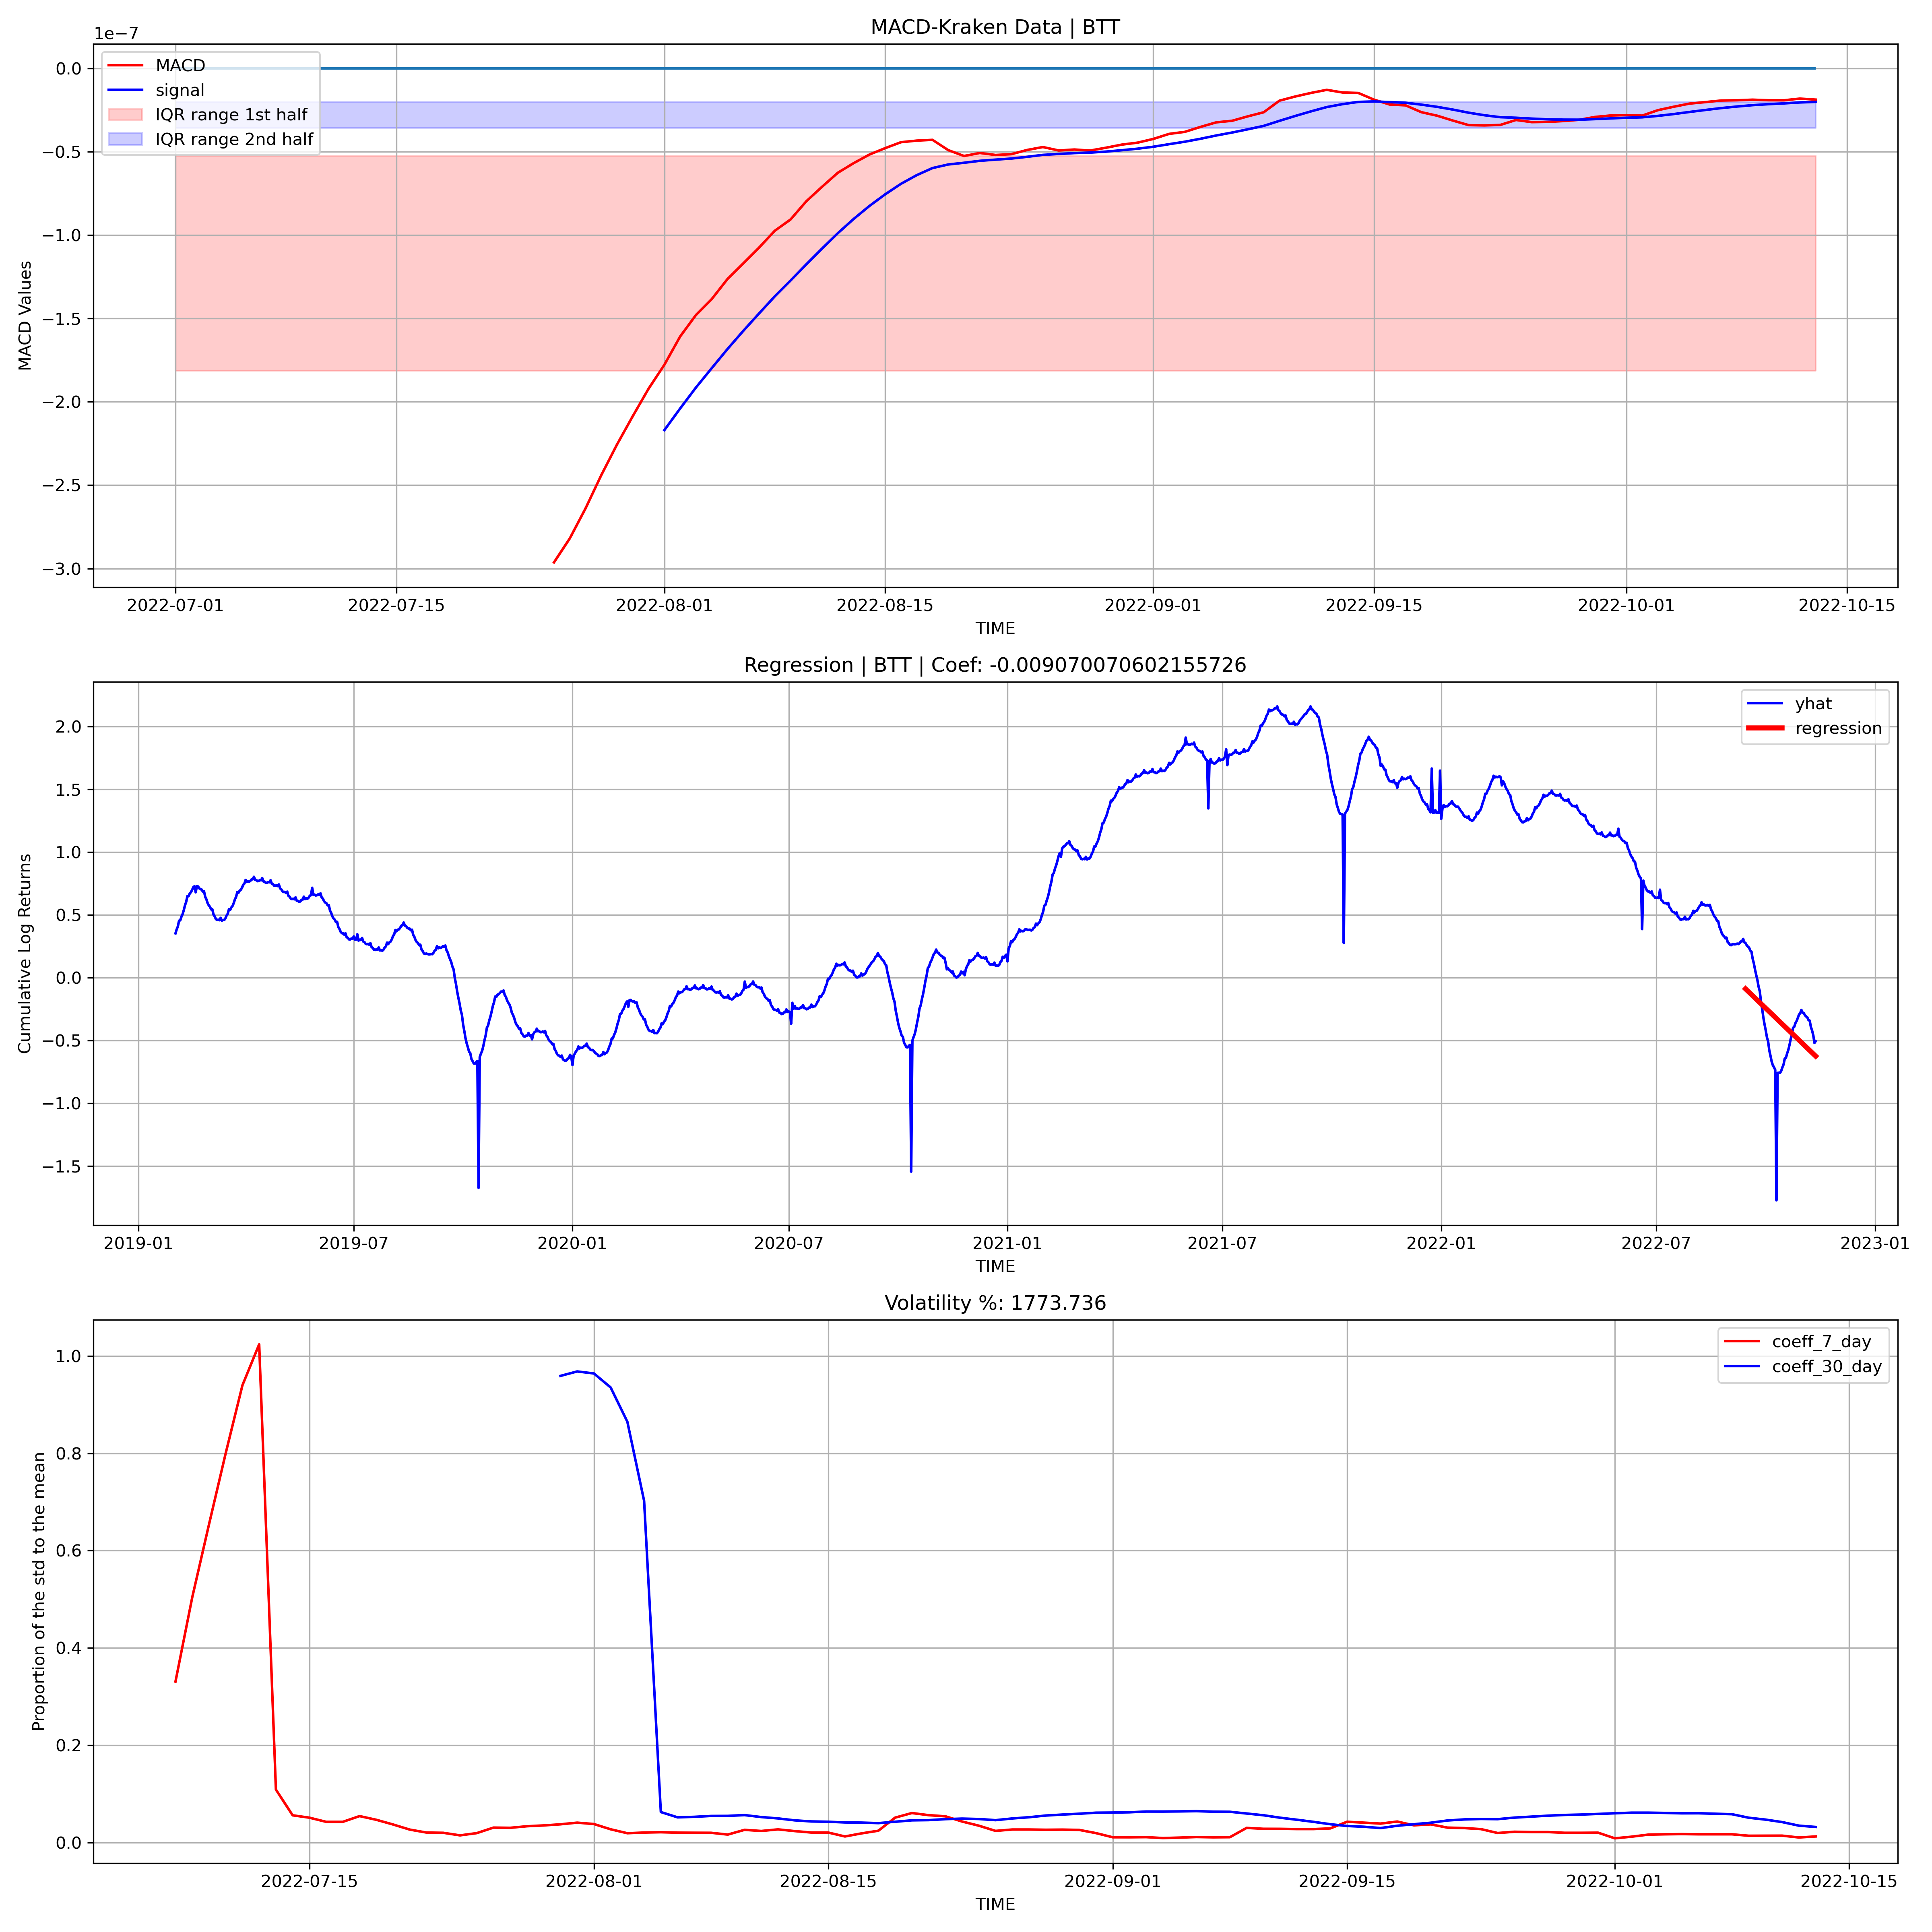 MACD-Kraken Data | BTT
1e−7
MACD
signal
IQR range 1st half
IQR range 2nd half
0.0
−0.5
−1.0
−1.5
−2.0
−2.5
−3.0
MACD Values
2022-07-01 2022-07-15 2022-08-01 2022-08-15 2022-09-01 2022-09-15 2022-10-01 2022-10-15
TIME
Regression | BTT | Coef: -0.009070070602155726
yhat
regression
2.0
1.5
1.0
0.5
0.0
−0.5
−1.0
−1.5
Cumulative Log Returns
2019-01 2019-07 2020-01 2020-07 2021-01 2021-07 2022-01 2022-07 2023-01
TIME
Volatility %: 1773.736
coeff_7_day
coeff_30_day
1.0
0.8
0.6
0.4
0.2
0.0
Proportion of the std to the mean
2022-07-15 2022-08-01 2022-08-15 2022-09-01 2022-09-15 2022-10-01 2022-10-15
TIME